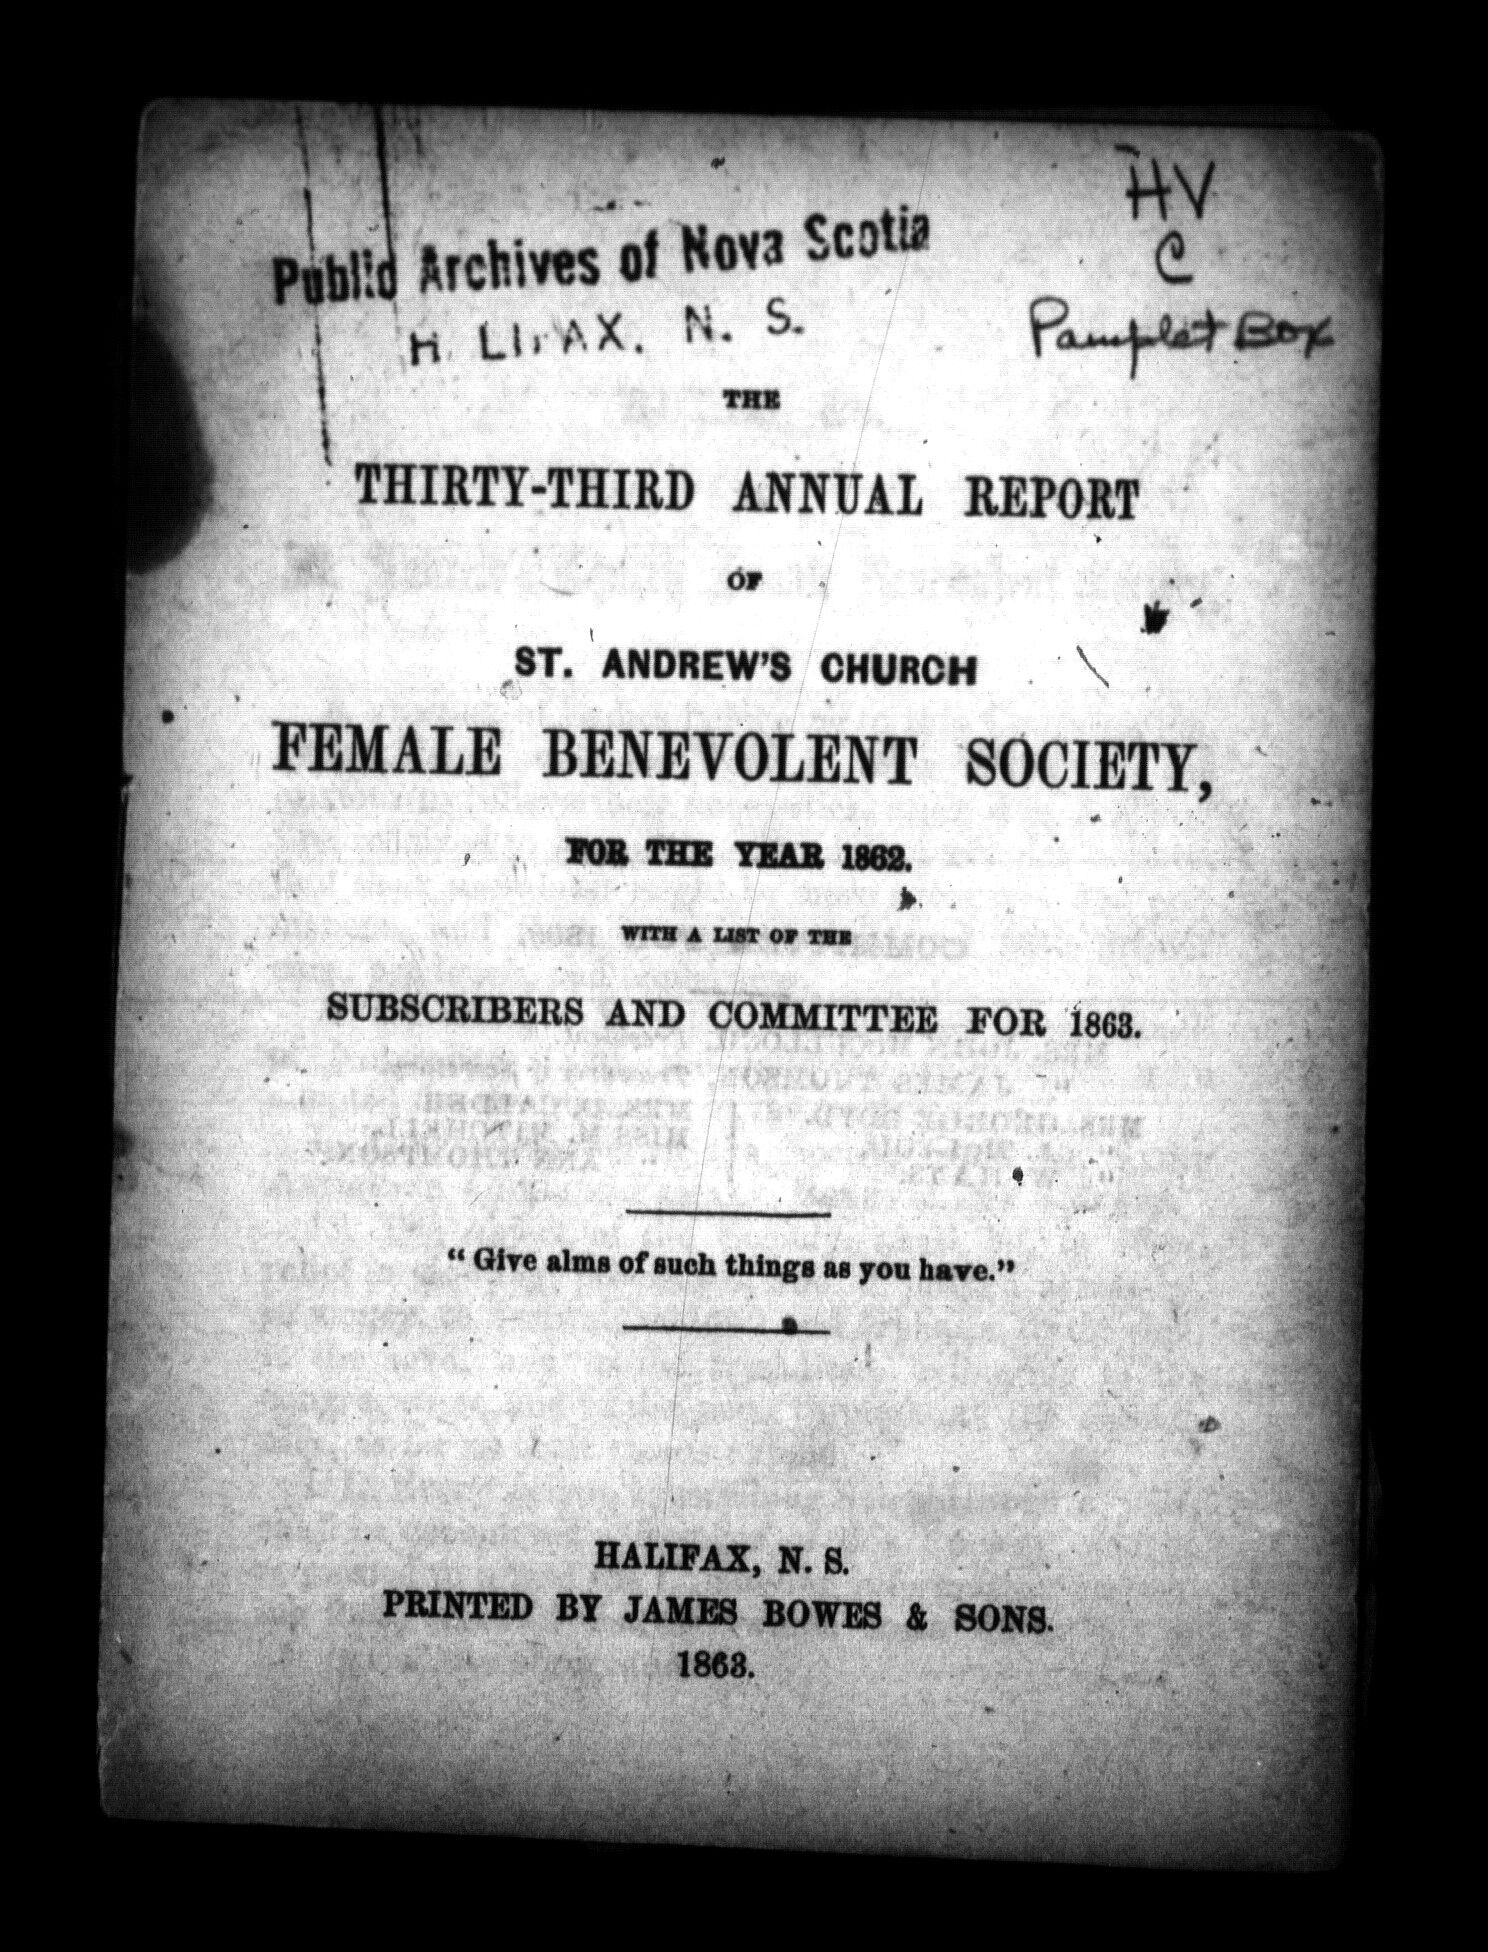 HV
C
Pamplet Box
Public Archives of Nova Scotia
H LIFAX. N. S.
THE
THIRTY-THIRD ANNUAL REPORT
OF
ST. ANDREW'S CHURCH
FEMALE BENEVOLENT SOCIETY,
FOR THE YEAR 1862.
WITH A LIST OF THE
SUBSCRIBERS AND COMMITTEE FOR 1863.
"Give alms of such things as you have."
HALIFAX, N. S.
PRINTED BY JAMES BOWES & SONS.
1863.